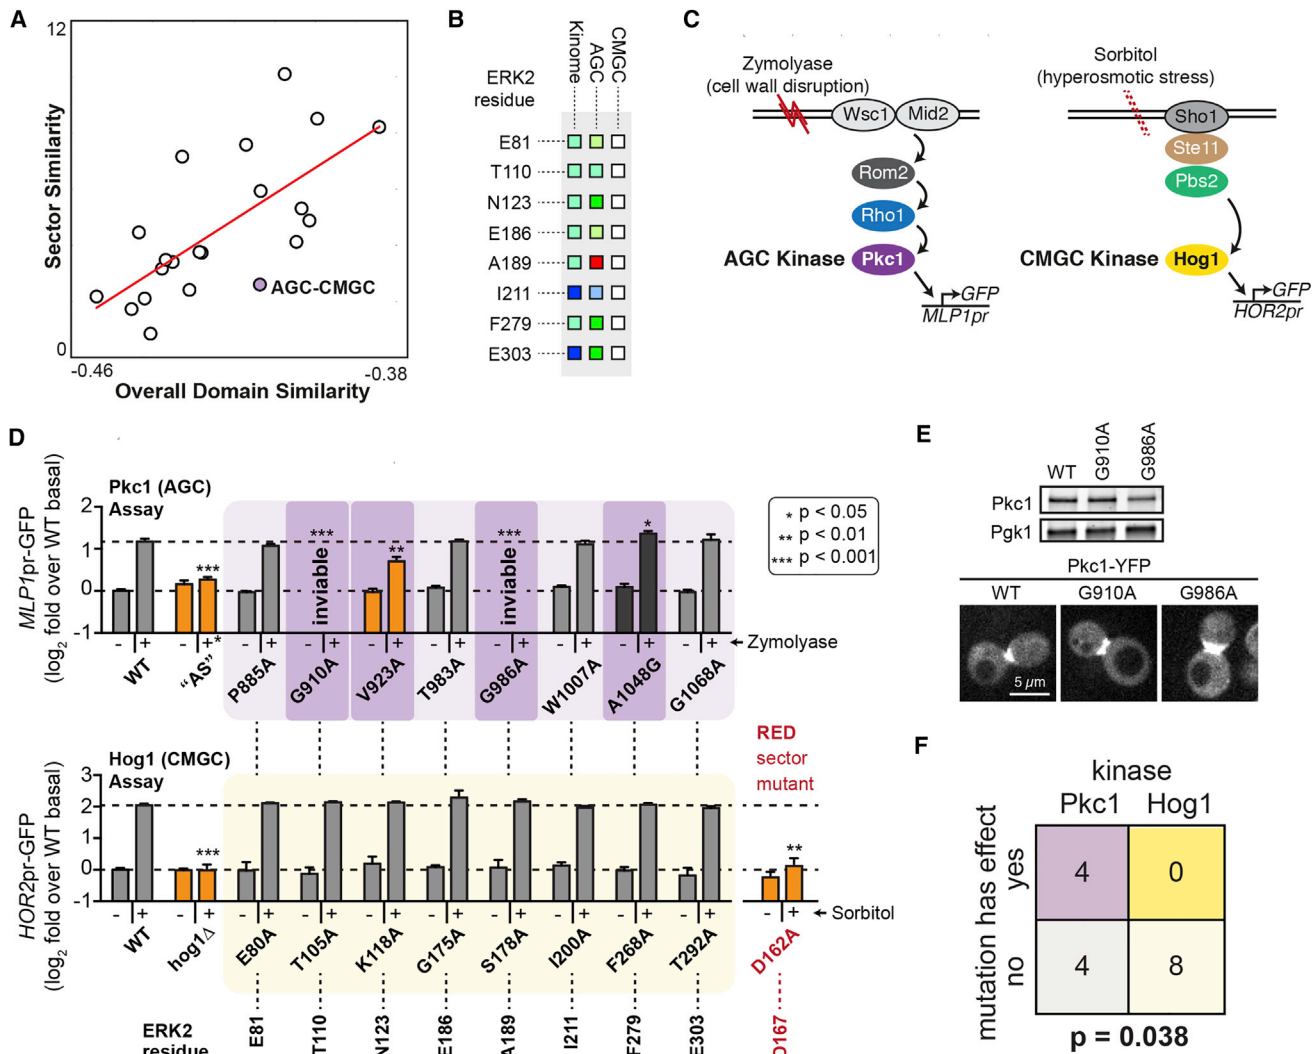 A
12
Sector Similarity
AGC-CMGC
0
-0.46
-0.38
Overall Domain Similarity
B
Kinome
AGC
CMGC
ERK2
residue
E81
T110
N123
E186
A189
I211
F279
E303
C
Zymolyase
(cell wall disruption)
Wsc1
Mid2
Rom2
Rho1
AGC Kinase
Pkc1
GFP
MLP1pr
Sorbitol
(hyperosmotic stress)
Sho1
Ste11
Pbs2
CMGC Kinase
Hog1
GFP
HOR2pr
D
MLP1pr-GFP
(log2 fold over WT basal)
Pkc1 (AGC)
Assay
2
1
0
-1
***
***
inviable
**
***
inviable
*
- + - + - + - + - + - + - + - + - + - +
Zymolyase
WT
"AS"*
P885A
G910A
V923A
T983A
G986A
W1007A
A1048G
G1068A
* p < 0.05
** p < 0.01
*** p < 0.001
HOR2pr-GFP
(log2 fold over WT basal)
Hog1 (CMGC)
Assay
3
2
1
0
-1
***
RED
sector
mutant
**
- + - + - + - + - + - + - + - + - + - + - +
Sorbitol
WT
hog1Δ
E80A
T105A
K118A
G175A
S178A
I200A
F268A
T292A
D162A
ERK2
residue
E81
T110
N123
E186
A189
I211
F279
E303
D167
E
WT
G910A
G986A
Pkc1
Pgk1
Pkc1-YFP
WT
G910A
G986A
5 µm
F
kinase
Pkc1
Hog1
mutation has effect
yes
no
4
0
4
8
p = 0.038